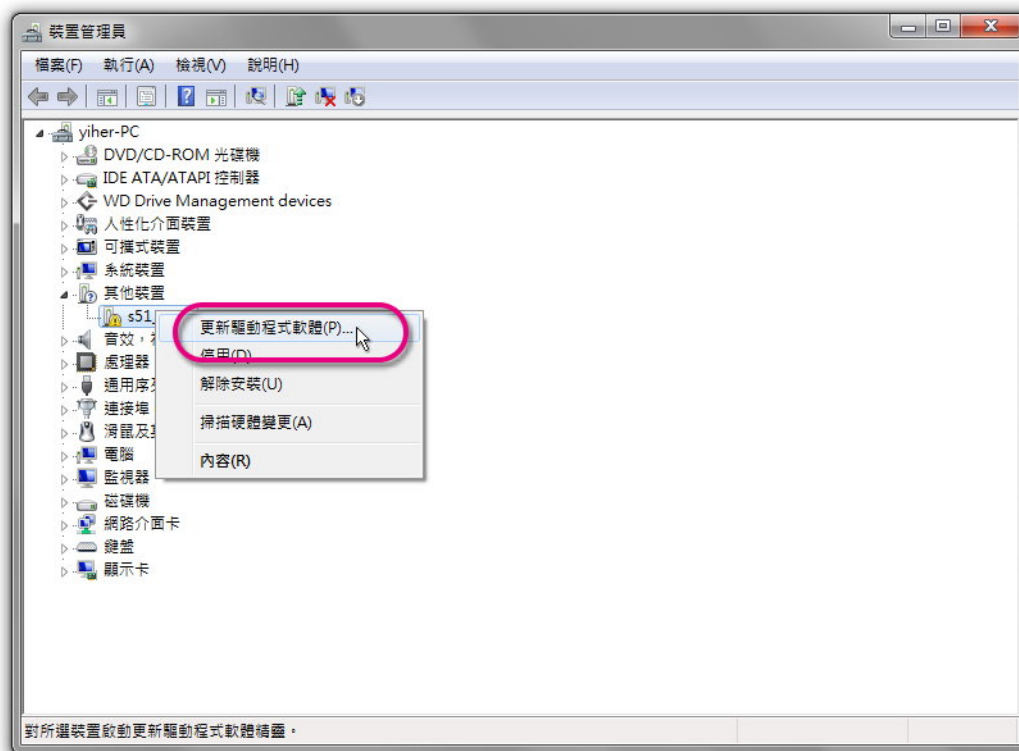 裝置管理員
檔案(F) 執行(A) 檢視(V) 說明(H)
yiher-PC
DVD/CD-ROM 光碟機
IDE ATA/ATAPI 控制器
WD Drive Management devices
人性化介面裝置
可攜式裝置
系統裝置
其他裝置
s51_
更新驅動程式軟體(P)...
音效，
停用(D)
處理器
通用序
解除安裝(U)
連接埠
掃描硬體變更(A)
滑鼠及
電腦
內容(R)
監視器
磁碟機
網路介面卡
鍵盤
顯示卡
對所選裝置啟動更新驅動程式軟體精靈。